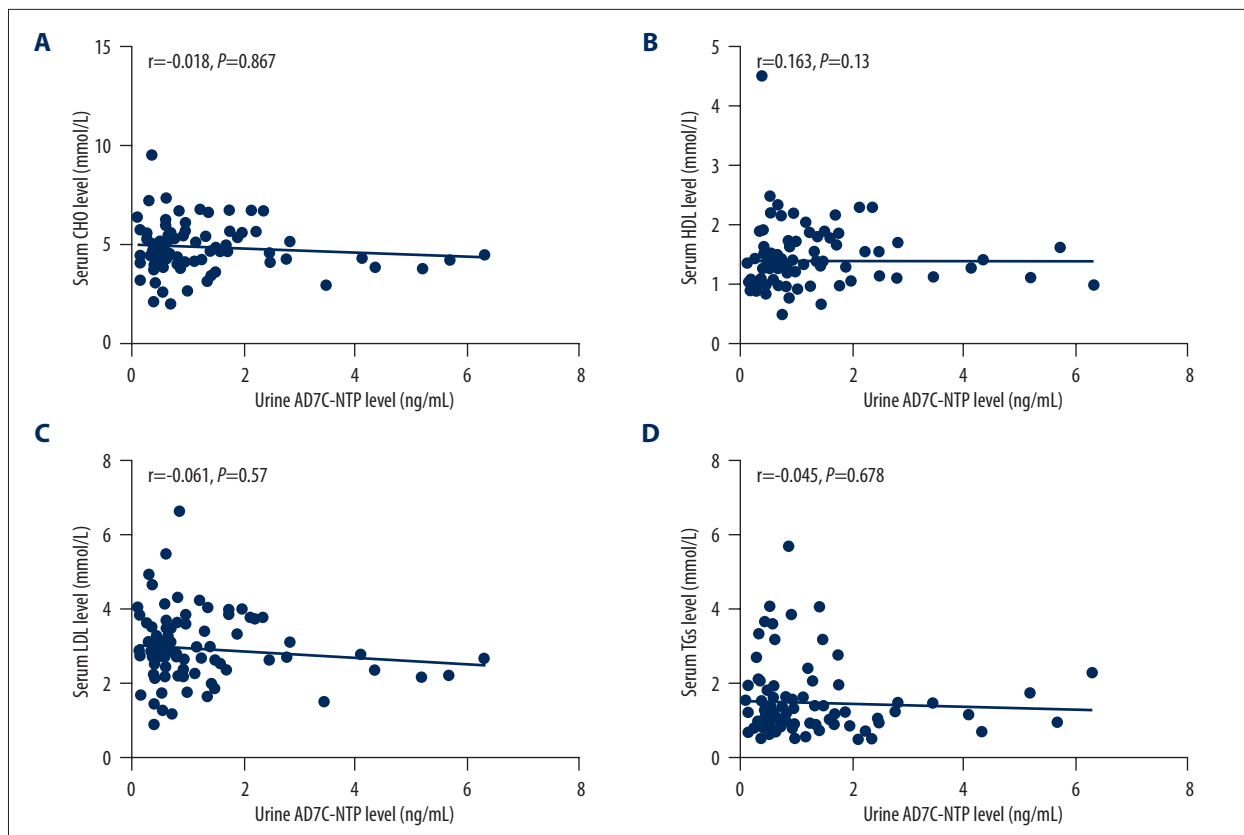 A
r=-0.018, P=0.867
Serum CHO level (mmol/L)
15
10
5
0
0 2 4 6 8
Urine AD7C-NTP level (ng/mL)
B
r=0.163, P=0.13
Serum HDL level (mmol/L)
5
4
3
2
1
0
0 2 4 6 8
Urine AD7C-NTP level (ng/mL)
C
r=-0.061, P=0.57
Serum LDL level (mmol/L)
8
6
4
2
0
0 2 4 6 8
Urine AD7C-NTP level (ng/mL)
D
r=-0.045, P=0.678
Serum TGs level (mmol/L)
8
6
4
2
0
0 2 4 6 8
Urine AD7C-NTP level (ng/mL)